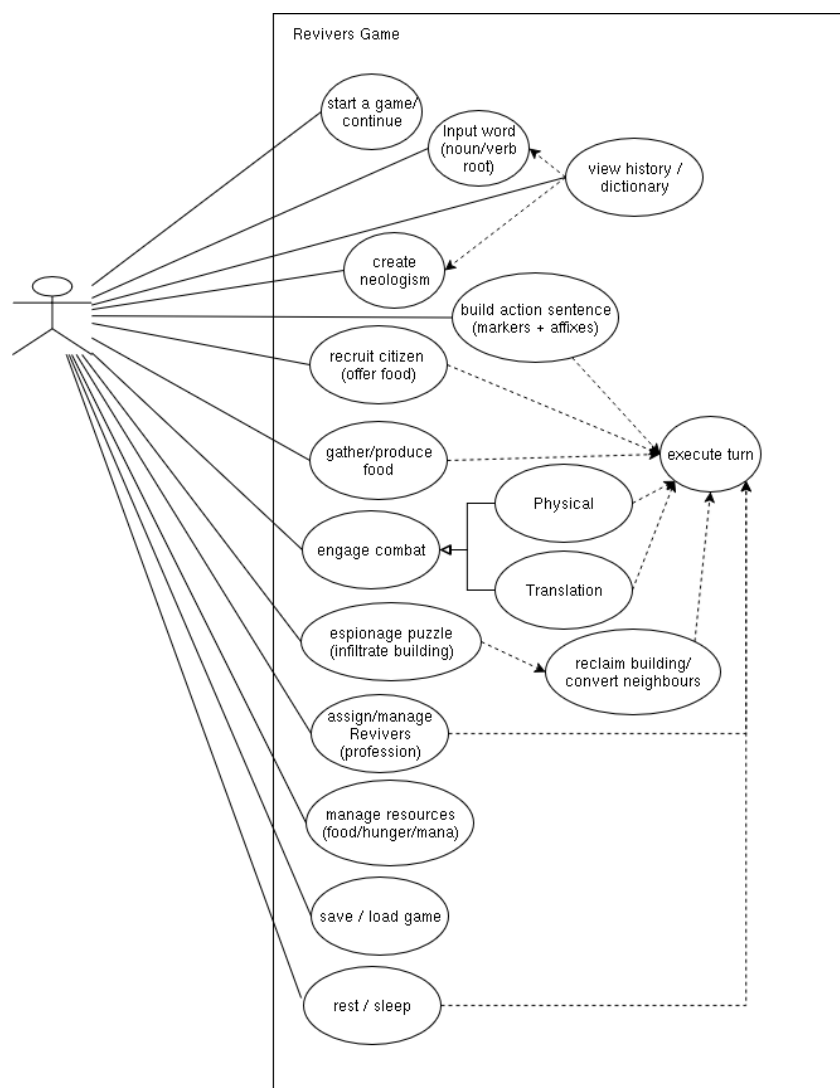 Revivers Game
start a game/
continue
Input word
(noun/verb
root)
view history /
dictionary
create
neologism
build action sentence
(markers + affixes)
recruit citizen
(offer food)
gather/produce
food
execute turn
Physical
engage combat
Translation
espionage puzzle
(infiltrate building)
reclaim building/
convert neighbours
assign/manage
Revivers
(profession)
manage resources
(food/hunger/mana)
save / load game
rest / sleep